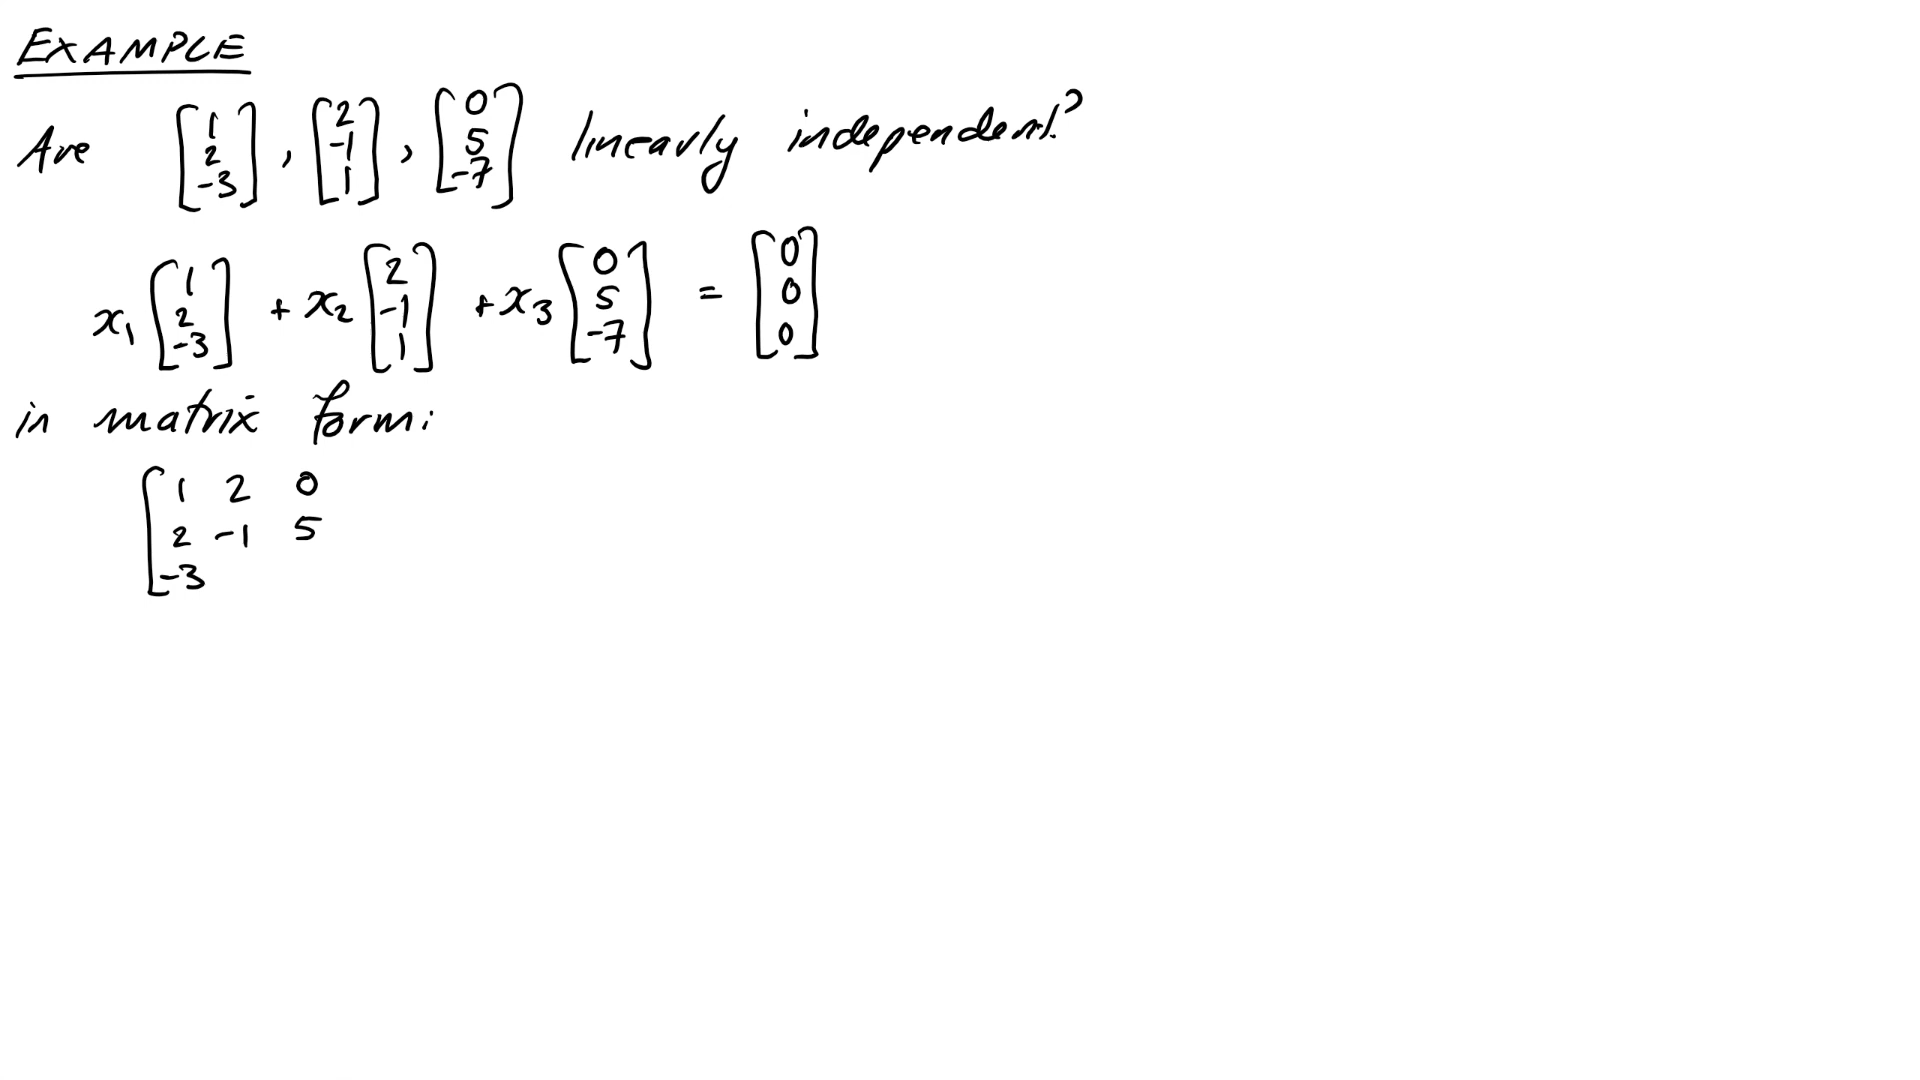 EXAMPLE
Are [1 2 -3], [2 -1 1], [0 5 -7] linearly independent?
x₁ [1 2 -3] + x₂ [2 -1 1] + x₃ [0 5 -7] = [0 0 0]
in matrix form:
[1 2 0
2 -1 5
-3